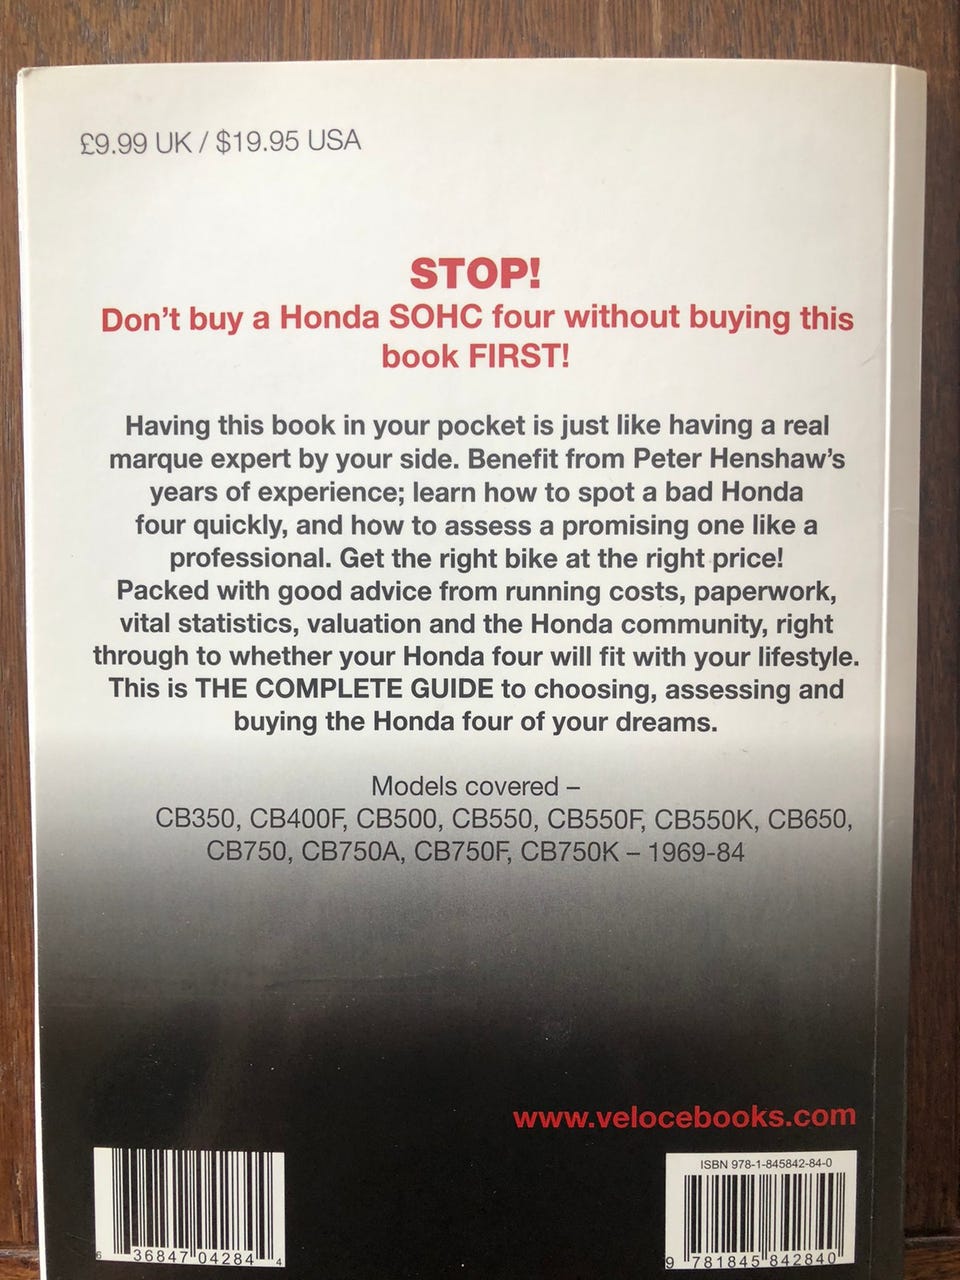 £9.99 UK / $19.95 USA
STOP!
Don't buy a Honda SOHC four without buying this
book FIRST!
Having this book in your pocket is just like having a real
marque expert by your side. Benefit from Peter Henshaw's
years of experience; learn how to spot a bad Honda
four quickly, and how to assess a promising one like a
professional. Get the right bike at the right price!
Packed with good advice from running costs, paperwork,
vital statistics, valuation and the Honda community, right
through to whether your Honda four will fit with your lifestyle.
This is THE COMPLETE GUIDE to choosing, assessing and
buying the Honda four of your dreams.
Models covered –
CB350, CB400F, CB500, CB550, CB550F, CB550K, CB650,
CB750, CB750A, CB750F, CB750K – 1969-84
www.velocebooks.com
ISBN 978-1-845842-84-0
6 36847 04284 4
9 781845 842840